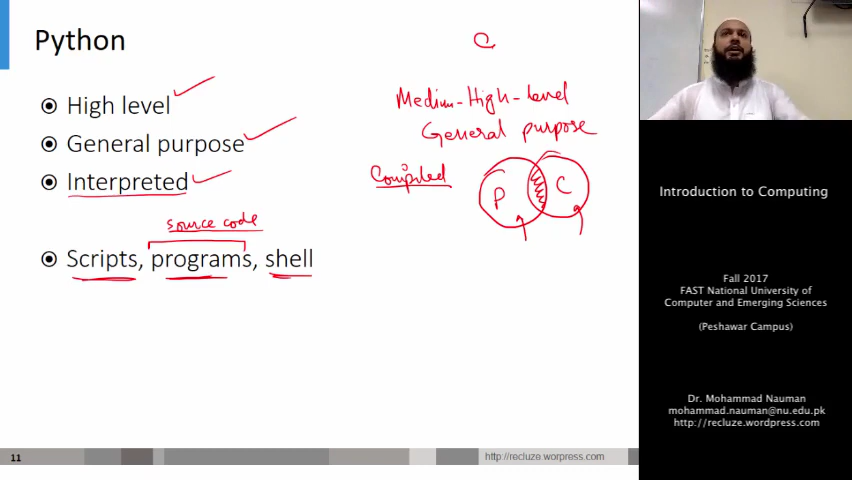 Python
High level
General purpose
Interpreted
source code
Scripts, programs, shell
C
Medium-High-level
General purpose
Compiled
P C
11
http://recluze.worpress.com
Introduction to Computing
Fall 2017
FAST National University of
Computer and Emerging Sciences
(Peshawar Campus)
Dr. Mohammad Nauman
mohammad.nauman@nu.edu.pk
http://recluze.wordpress.com